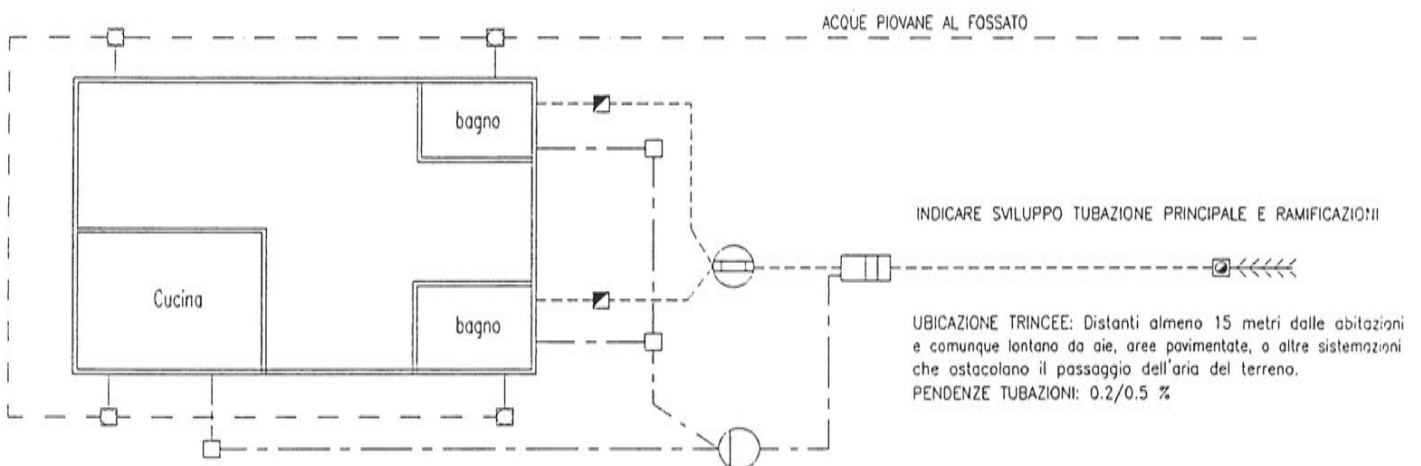 ACQUE PIOVANE AL FOSSATO
bagno
INDICARE SVILUPPO TUBAZIONE PRINCIPALE E RAMIFICAZIONI
Cucina
bagno
UBICAZIONE TRINCEE: Distanti almeno 15 metri dalle abitazioni
e comunque lontano da aie, aree pavimentate, o altre sistemazioni
che ostacolano il passaggio dell'aria del terreno.
PENDENZE TUBAZIONI: 0.2/0.5 %